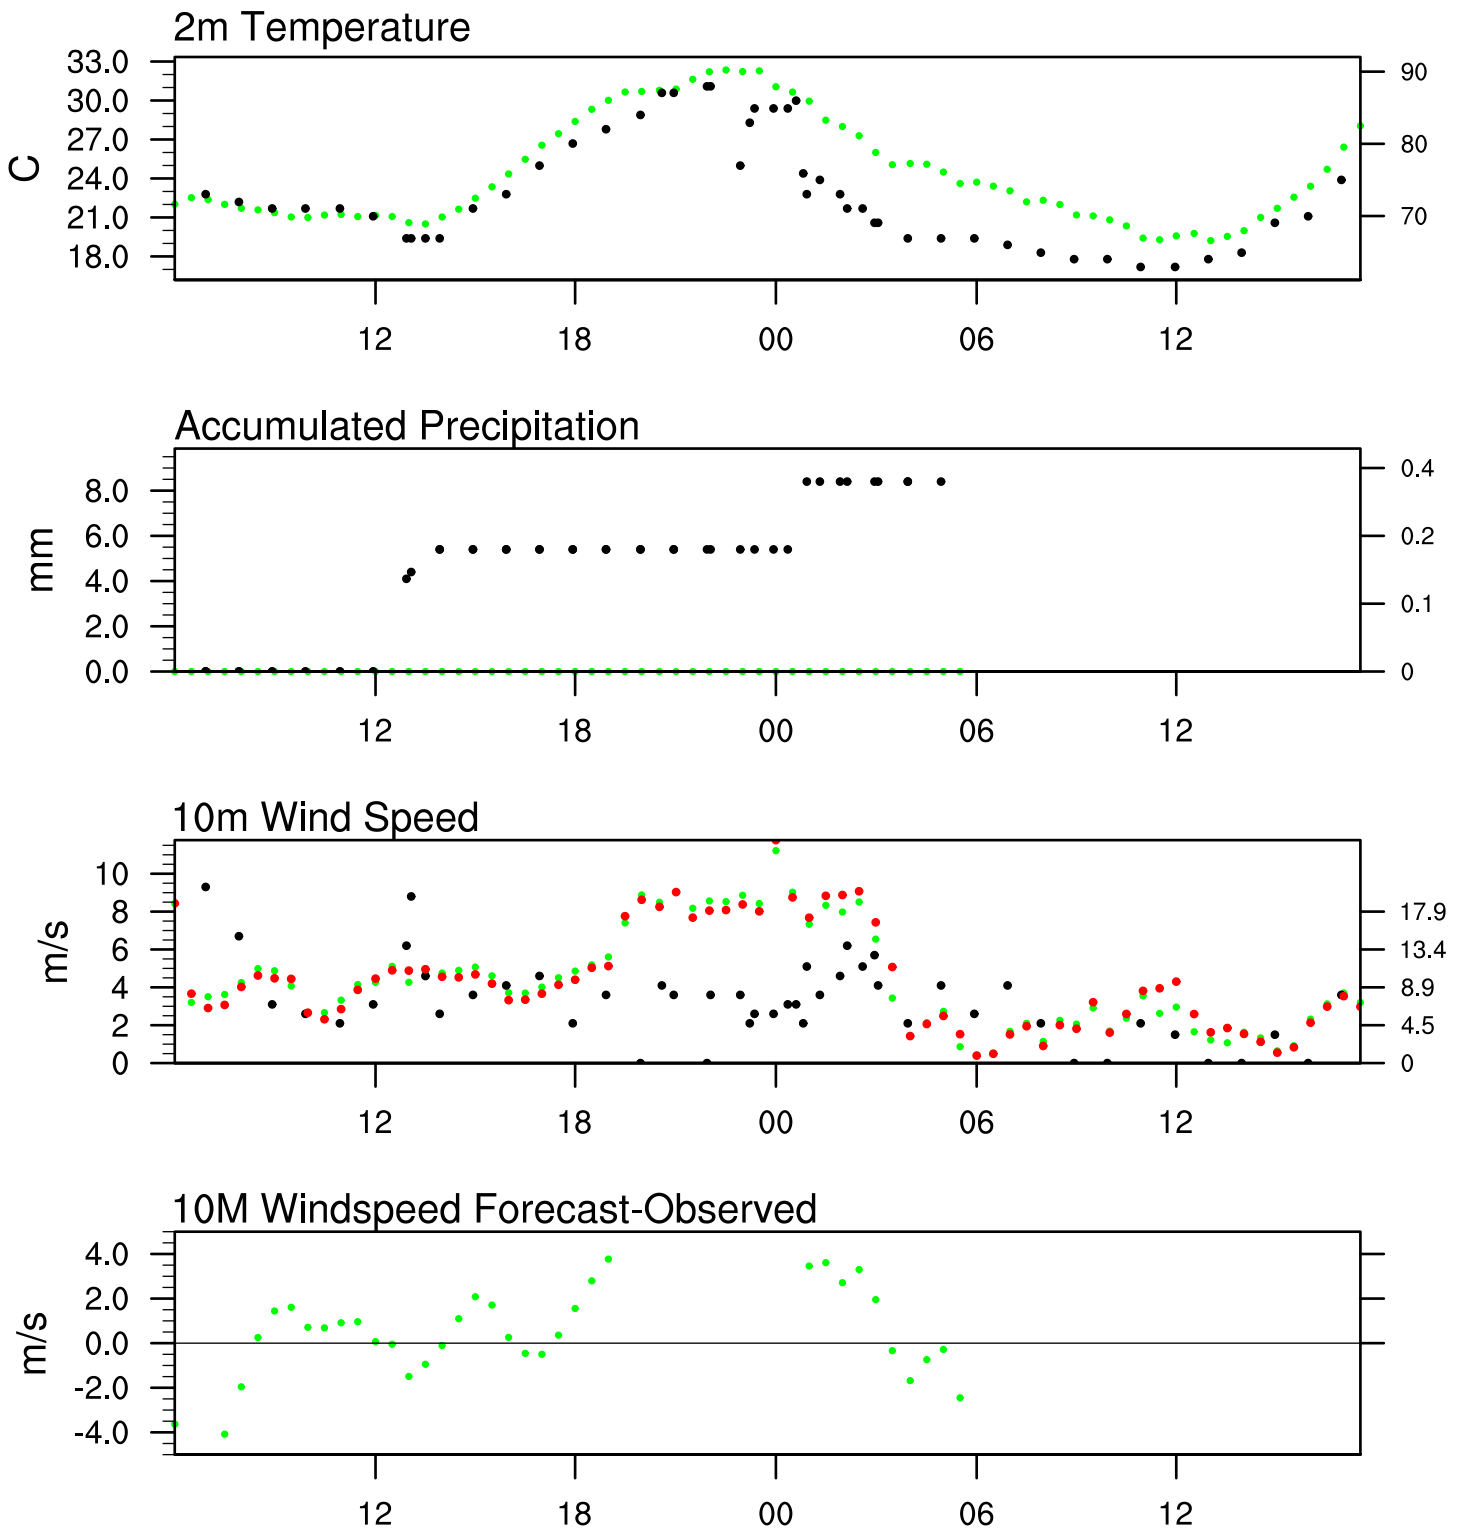 2m Temperature
33.0
30.0
27.0
24.0
21.0
18.0
C
90
80
70
12 18 00 06 12
Accumulated Precipitation
8.0
6.0
4.0
2.0
0.0
mm
0.4
0.2
0.1
0
12 18 00 06 12
10m Wind Speed
10
8
6
4
2
0
m/s
17.9
13.4
8.9
4.5
0
12 18 00 06 12
10M Windspeed Forecast-Observed
4.0
2.0
0.0
-2.0
-4.0
m/s
12 18 00 06 12